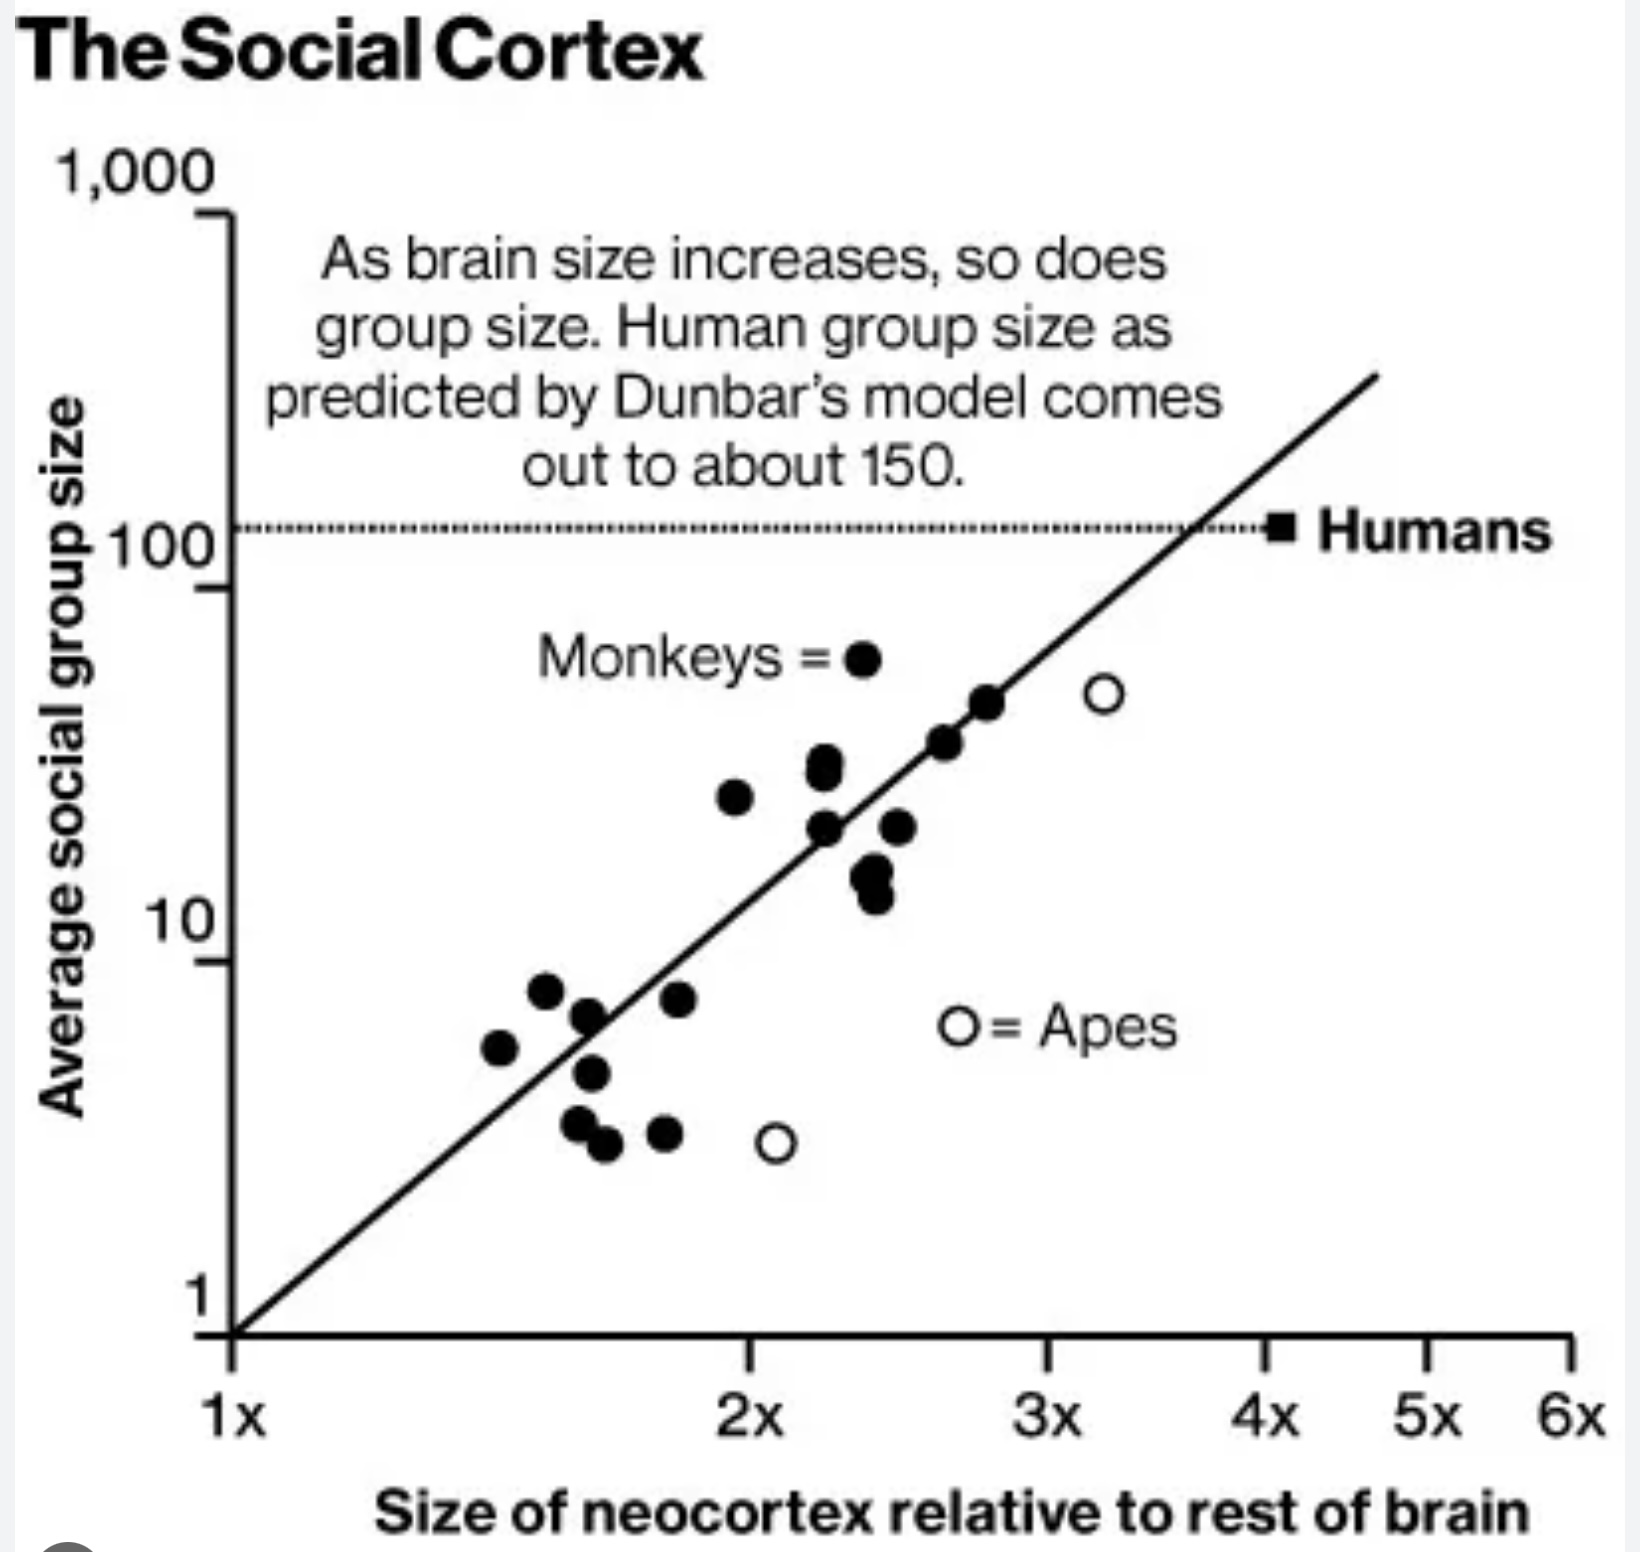 The Social Cortex
1,000
As brain size increases, so does
group size. Human group size as
predicted by Dunbar's model comes
out to about 150.
Average social group size
100
Humans
Monkeys =
10
= Apes
1
1x 2x 3x 4x 5x 6x
Size of neocortex relative to rest of brain